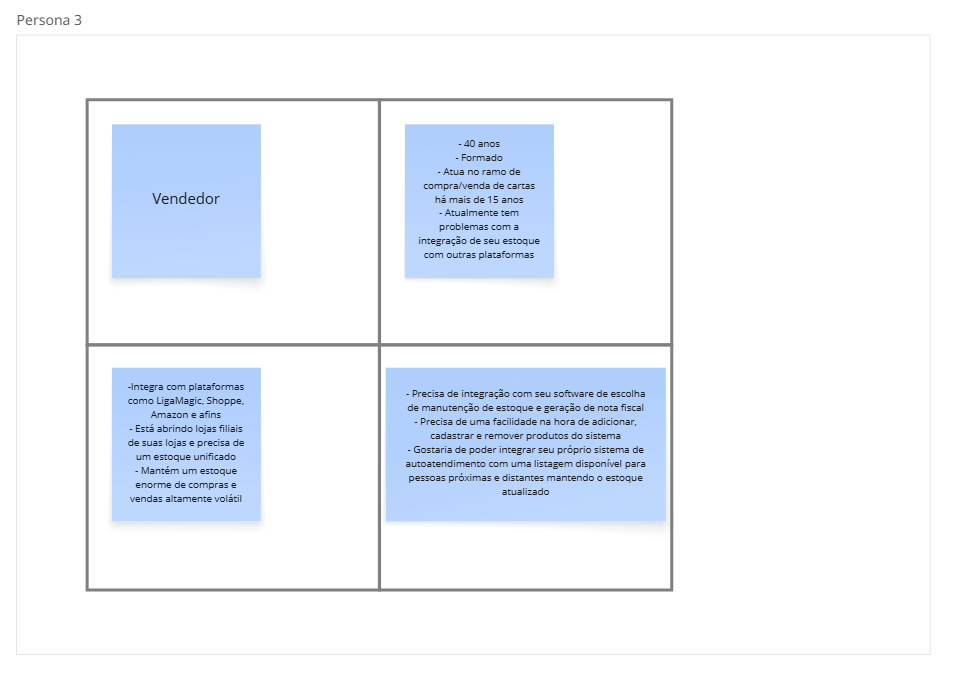 Persona 3
Vendedor
- 40 anos
- Formado
- Atua no ramo de
compra/venda de cartas
há mais de 15 anos
- Atualmente tem
problemas com a
integração de seu estoque
com outras plataformas
-Integra com plataformas
como LigaMagic, Shoppe,
Amazon e afins
- Está abrindo lojas filiais
de suas lojas e precisa de
um estoque unificado
- Mantém um estoque
enorme de compras e
vendas altamente volátil
- Precisa de integração com seu software de escolha
de manutenção de estoque e geração de nota fiscal
- Precisa de uma facilidade na hora de adicionar,
cadastrar e remover produtos do sistema
- Gostaria de poder integrar seu próprio sistema de
autoatendimento com uma listagem disponível para
pessoas próximas e distantes mantendo o estoque
atualizado